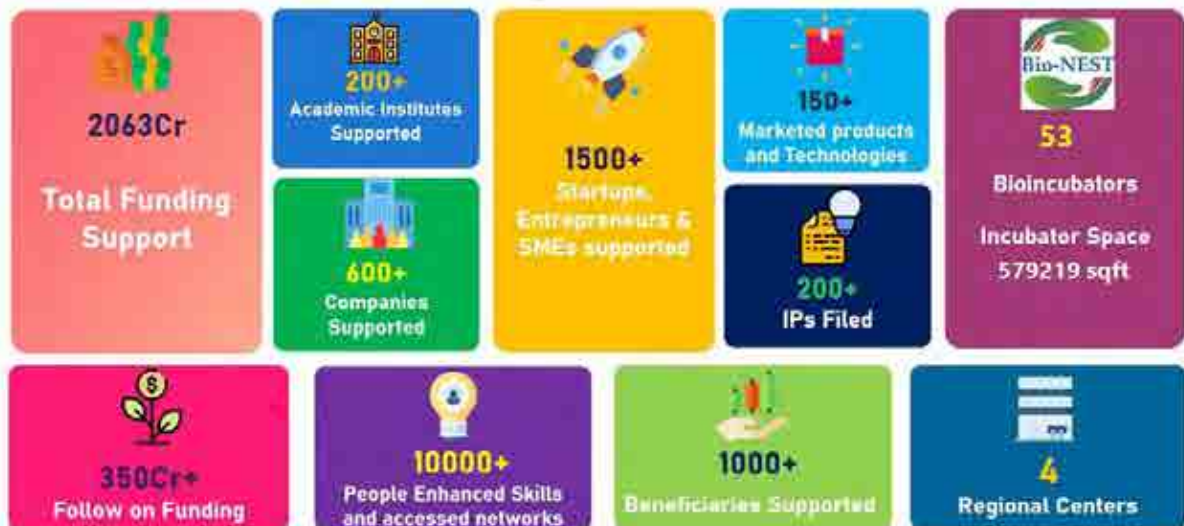 2063Cr
Total Funding
Support
200+
Academic Institutes
Supported
600+
Companies
Supported
1500+
Startups,
Entrepreneurs &
SMEs supported
150+
Marketed products
and Technologies
200+
IPs Filed
Bio-NEST
53
Bioincubators
Incubator Space
579219 sqft
$
350Cr+
Follow on Funding
10000+
People Enhanced Skills
and accessed networks
1000+
Beneficiaries Supported
4
Regional Centers